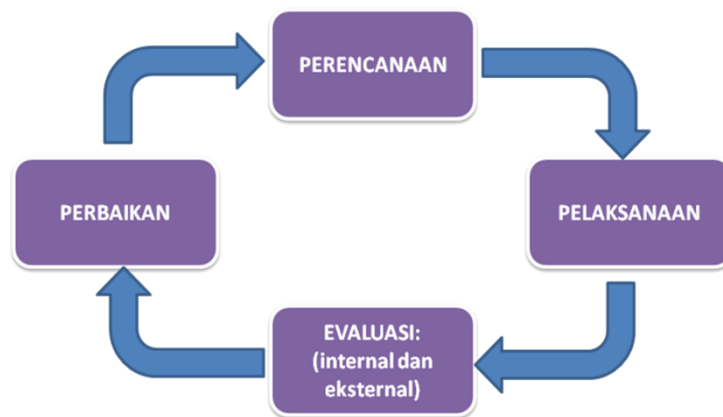 PERENCANAAN
PELAKSANAAN
EVALUASI:
(internal dan
eksternal)
PERBAIKAN